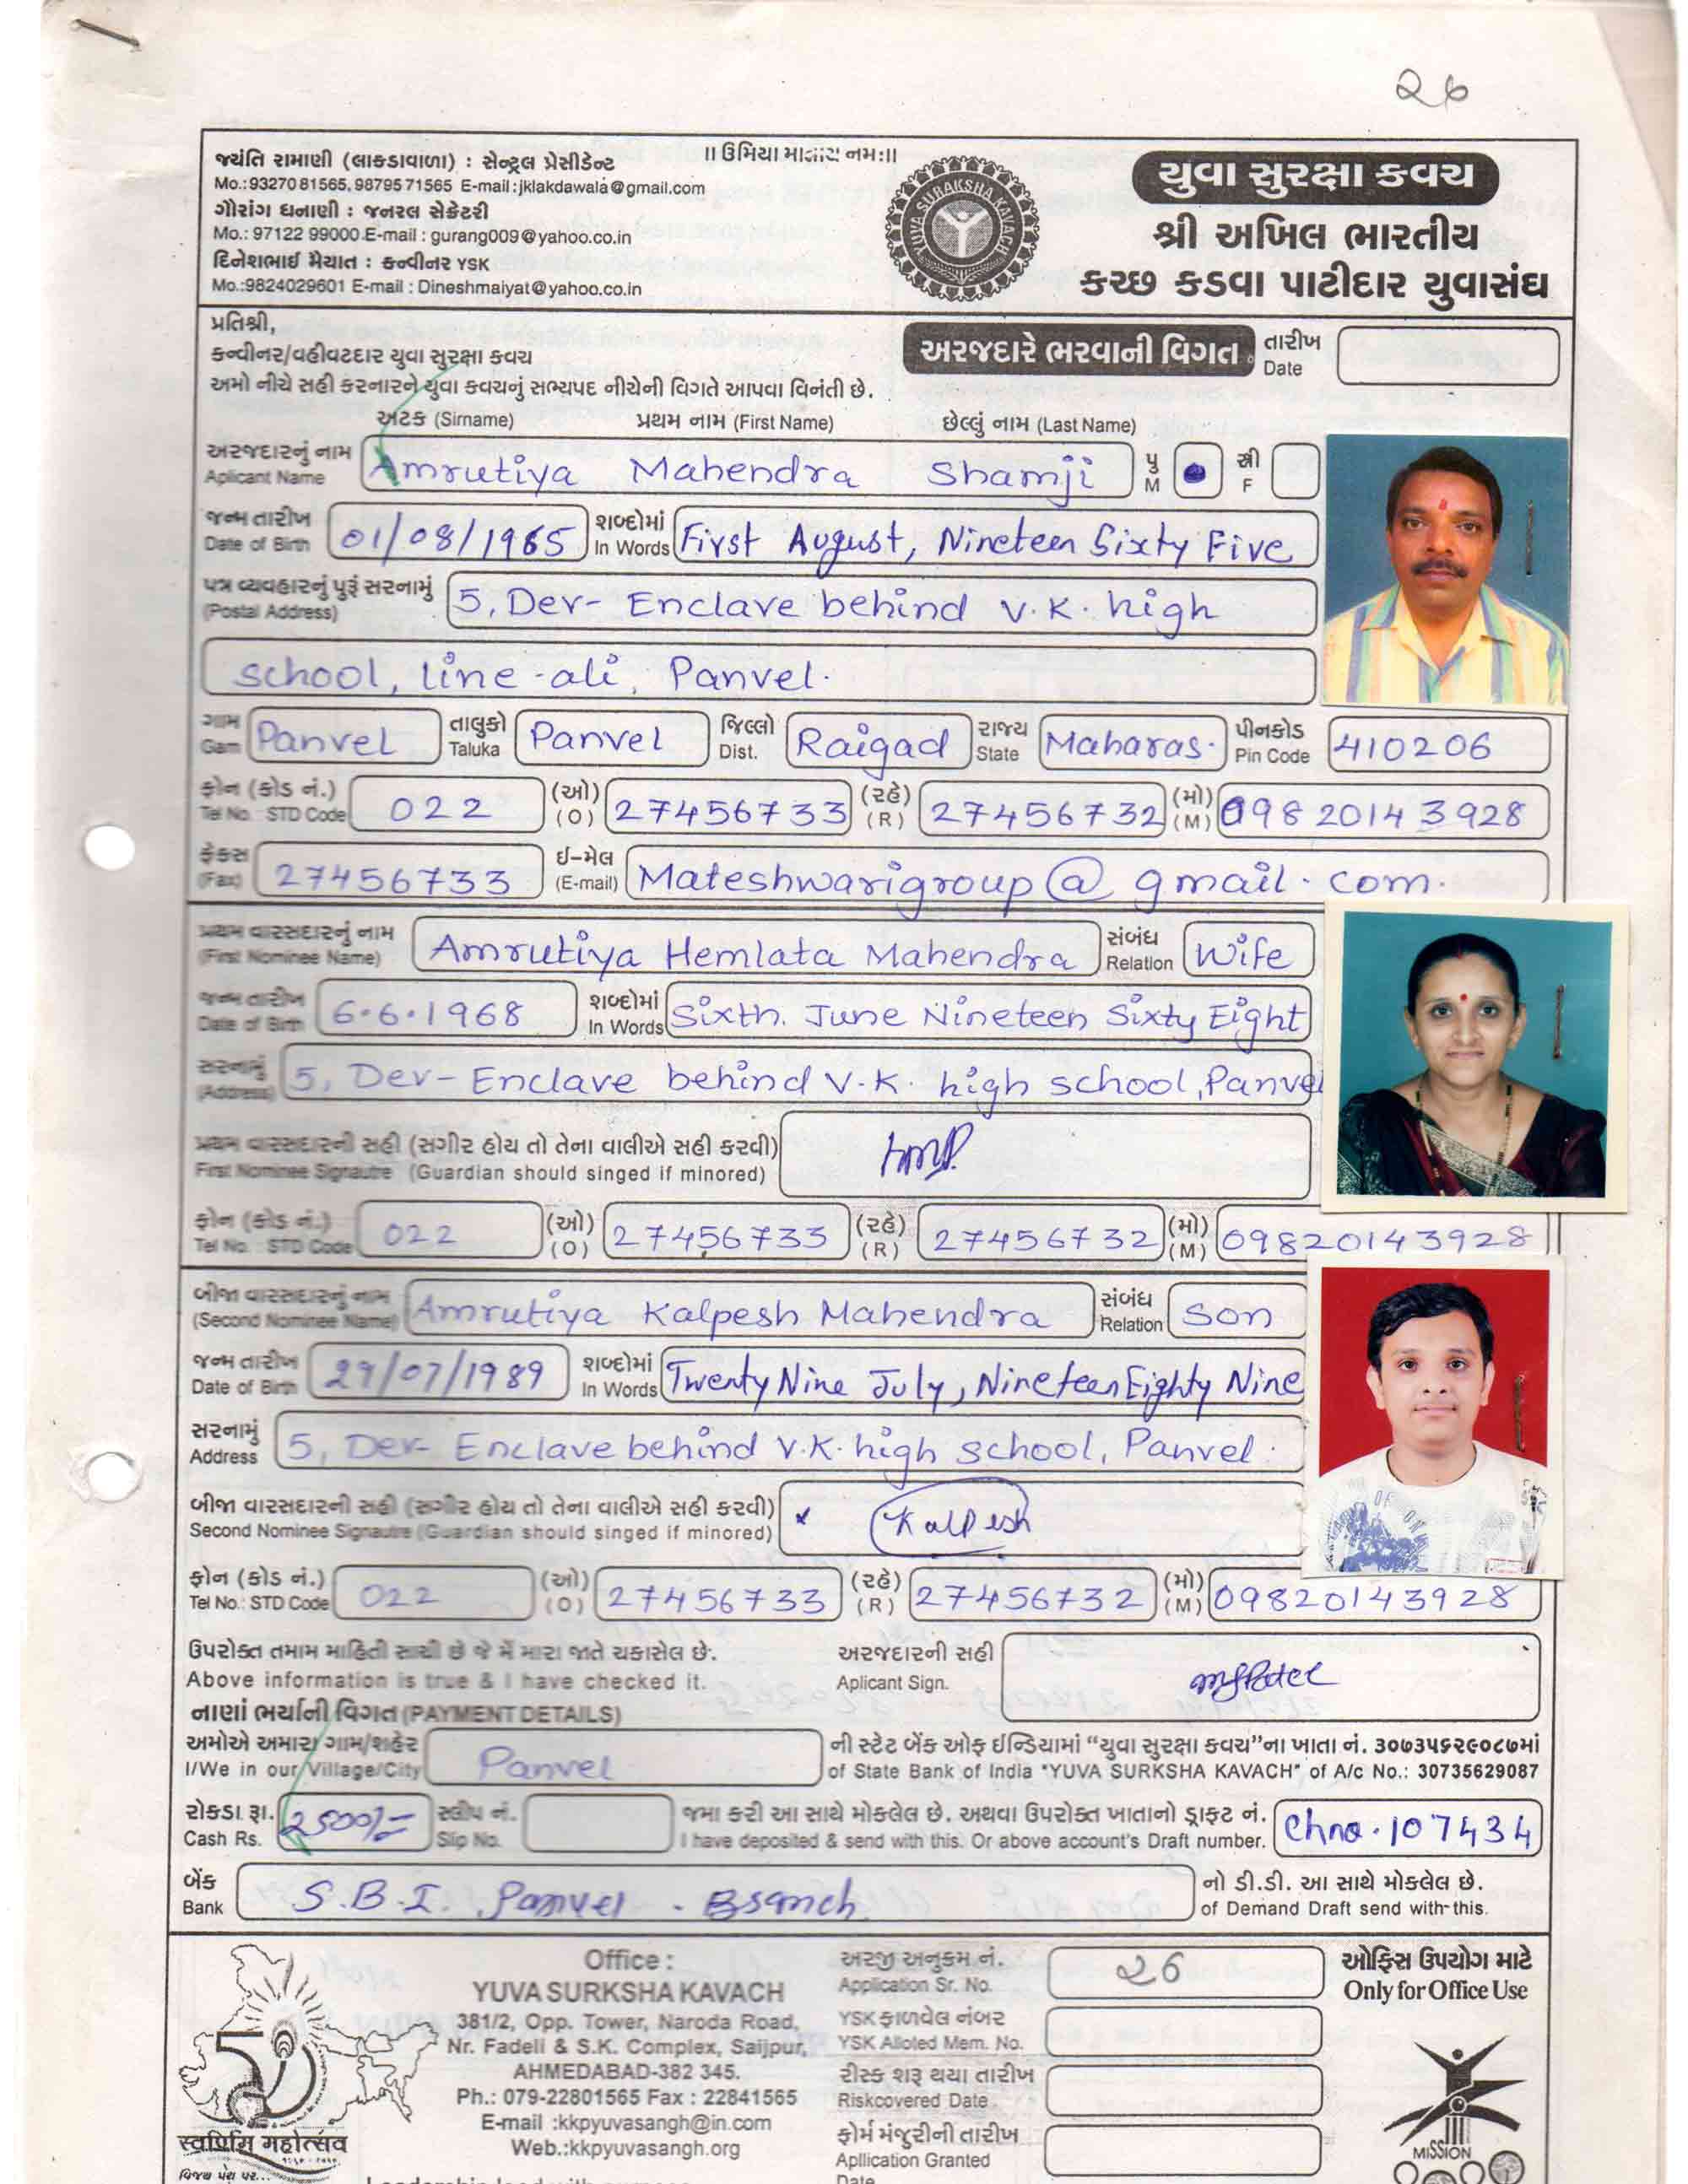 26
॥ ઉમિયા માતાય નમઃ॥
જયંતિ રામાણી (લાકડાવાળા) : સેન્ટ્રલ પ્રેસીડેન્ટ
Mo.:93270 81565, 98795 71565 E-mail :jklakdawala@gmail.com
ગૌરાંગ ધનાણી : જનરલ સેક્રેટરી
Mo.: 97122 99000 E-mail : gurang009@yahoo.co.in
દિનેશભાઈ મૈયાત : કન્વીનર YSK
Mo.:9824029601 E-mail : Dineshmaiyat@yahoo.co.in
YUVA SURAKSHA KAVACH
યુવા સુરક્ષા કવચ
શ્રી અખિલ ભારતીય
કચ્છ કડવા પાટીદાર યુવાસંઘ
પ્રતિશ્રી,
કન્વીનર/વહીવટદાર યુવા સુરક્ષા કવચ
અમો નીચે સહી કરનારને યુવા કવચનું સભ્યપદ નીચેની વિગતે આપવા વિનંતી છે.
અરજદારે ભરવાની વિગત
તારીખ
Date
અટક (Sirname) પ્રથમ નામ (First Name) છેલ્લું નામ (Last Name)
અરજદારનું નામ
Aplicant Name Amrutiya Mahendra Shamji પુ M સ્રી F
જન્મ તારીખ
Date of Birth 01/08/1965 શબ્દોમાં In Words First August, Nineteen Sixty Five
પત્ર વ્યવહારનું પુરૂં સરનામું
(Postal Address) 5, Dev- Enclave behind V.K. high
school, line-ali, Panvel.
ગામ Gam Panvel તાલુકો Taluka Panvel જિલ્લો Dist. Raigad રાજ્ય State Maharas. પીનકોડ Pin Code 410206
ફોન (કોડ નં.)
Tel No. STD Code 022 (ઓ) (O) 27456733 (રહે) (R) 27456732 (મો) (M) 09820143928
ફેકસ
(Fax) 27456733 ઈ-મેલ (E-mail) Mateshwarigroup@gmail.com.
પ્રથમ વારસદારનું નામ
(First Nominee Name) Amrutiya Hemlata Mahendra સંબંધ Relation Wife
જન્મ તારીખ
Date of Birth 6.6.1968 શબ્દોમાં In Words Sixth. June Nineteen Sixty Eight
સરનામું
(Address) 5, Dev- Enclave behind V.K. high school, Panvel
પ્રથમ વારસદારની સહી (સગીર હોય તો તેના વાલીએ સહી કરવી)
First Nominee Signautre (Guardian should singed if minored)
ફોન (કોડ નં.)
Tel No. : STD Code 022 (ઓ) (O) 27456733 (રહે) (R) 27456732 (મો) (M) 09820143928
બીજા વારસદારનું નામ
(Second Nominee Name) Amrutiya Kalpesh Mahendra સંબંધ Relation Son
જન્મ તારીખ
Date of Birth 29/07/1989 શબ્દોમાં In Words Twenty Nine July, Nineteen Eighty Nine
સરનામું
Address 5, Dev- Enclave behind V.K. high school, Panvel.
બીજા વારસદારની સહી (સગીર હોય તો તેના વાલીએ સહી કરવી)
Second Nominee Signautre (Guardian should singed if minored) x Kalpesh
ફોન (કોડ નં.)
Tel No.: STD Code 022 (ઓ) (O) 27456733 (રહે) (R) 27456732 (મો) (M) 09820143928
ઉપરોક્ત તમામ માહિતી સાચી છે જે મેં મારા જાતે ચકાસેલ છે. અરજદારની સહી
Above information is true & I have checked it. Aplicant Sign. MSPatel
નાણાં ભર્યાની વિગત (PAYMENT DETAILS)
અમોએ અમારા ગામ/શહેર Panvel ની સ્ટેટ બેંક ઓફ ઈન્ડિયામાં “યુવા સુરક્ષા કવચ”ના ખાતા નં. ૩૦૭૩૫૬૨૯૦૮૭માં
I/We in our Village/City of State Bank of India "YUVA SURKSHA KAVACH" of A/c No.: 30735629087
રોકડા રૂા. 2500/= સ્લીપ નં. જમા કરી આ સાથે મોકલેલ છે. અથવા ઉપરોક્ત ખાતાનો ડ્રાફ્ટ નં. chno.107434
Cash Rs. Slip No. I have deposited & send with this. Or above account's Draft number.
બેંક S.B.I. Panvel - Branch નો ડી.ડી. આ સાથે મોકલેલ છે.
Bank of Demand Draft send with this.
Office :
YUVA SURKSHA KAVACH
381/2, Opp. Tower, Naroda Road,
Nr. Fadeli & S.K. Complex, Saijpur,
AHMEDABAD-382 345.
Ph.: 079-22801565 Fax : 22841565
E-mail :kkpyuvasangh@in.com
Web.:kkpyuvasangh.org
અરજી અનુક્રમ નં.
Application Sr. No. 26
YSK ફાળવેલ નંબર
YSK Alloted Mem. No.
રીસ્ક શરૂ થયા તારીખ
Riskcovered Date
ફોર્મ મંજુરીની તારીખ
Apllication Granted
Date
ઓફિસ ઉપયોગ માટે
Only for Office Use
स्वर्णिम महोत्सव
વિજય પંથ પર...
MISSION